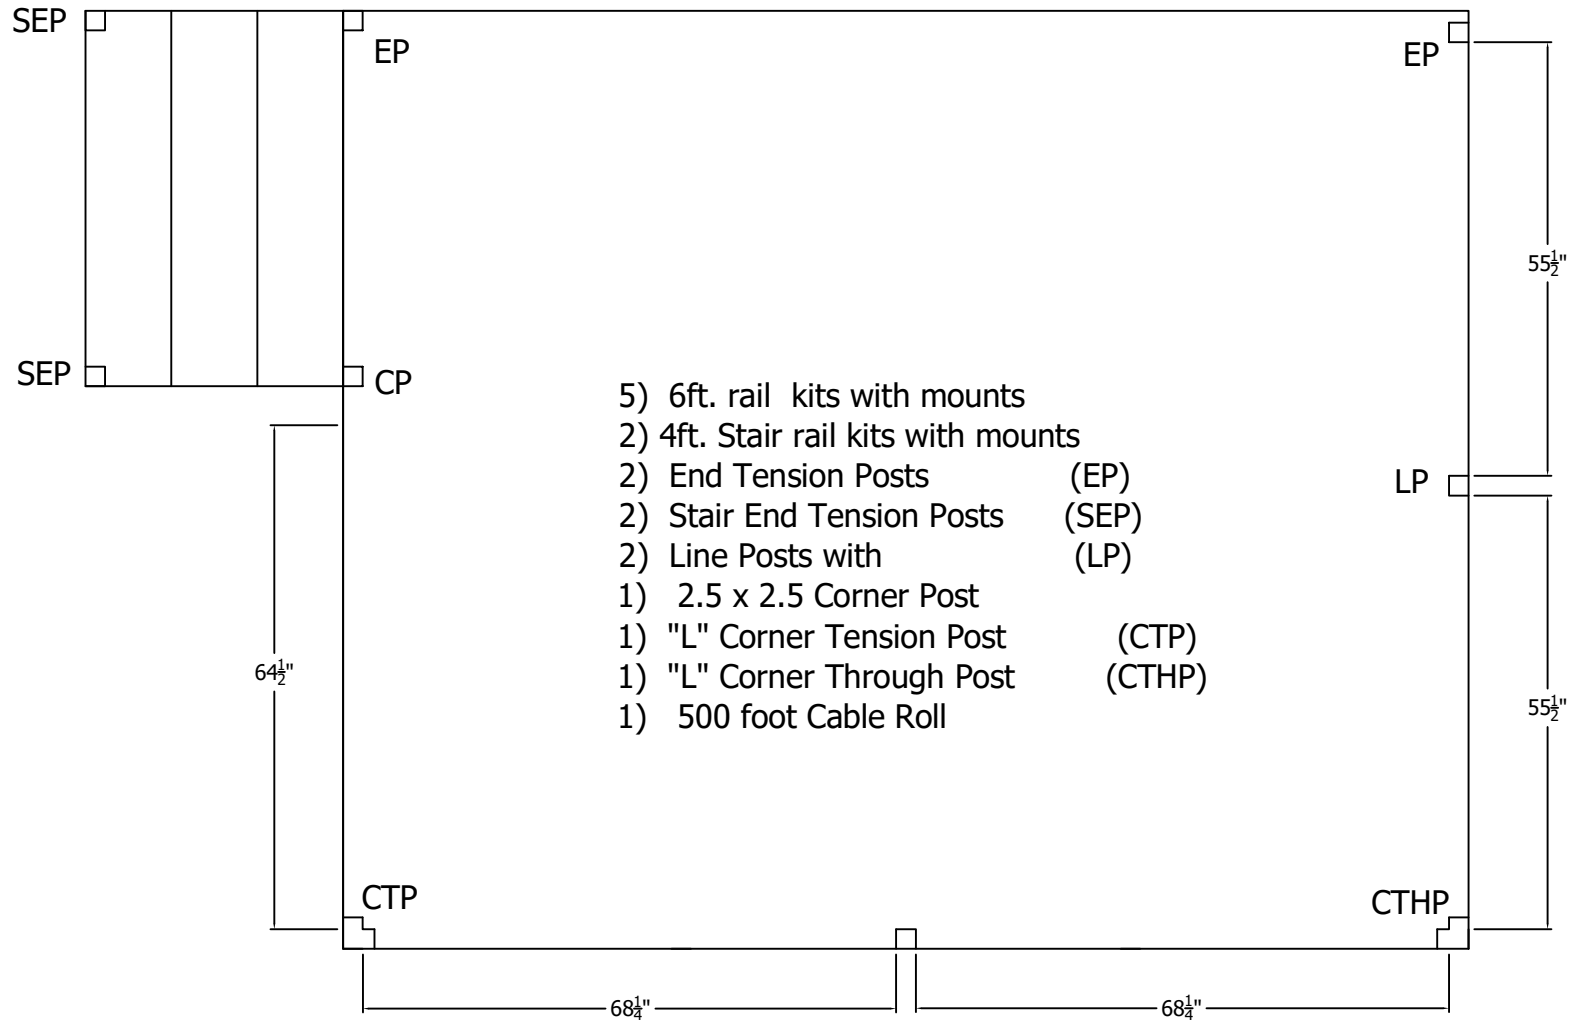 SEP
EP
EP
55½"
SEP
CP
5) 6ft. rail kits with mounts
2) 4ft. Stair rail kits with mounts
2) End Tension Posts (EP)
2) Stair End Tension Posts (SEP)
2) Line Posts with (LP)
1) 2.5 x 2.5 Corner Post
1) "L" Corner Tension Post (CTP)
1) "L" Corner Through Post (CTHP)
1) 500 foot Cable Roll
LP
64½"
55½"
CTP
CTHP
68¼"
68¼"